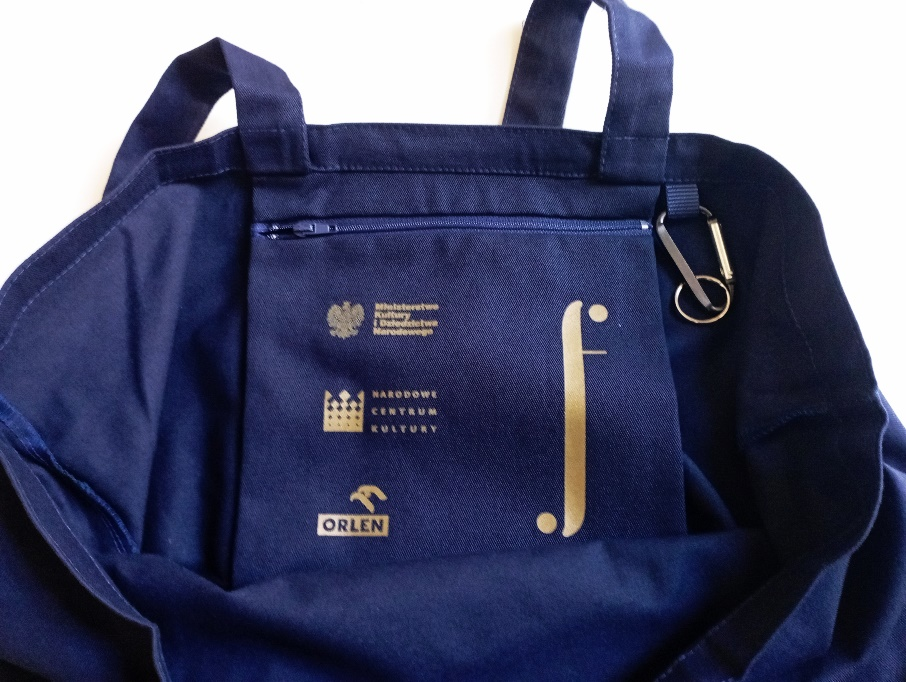 Ministerstwo
Kultury
i Dziedzictwa
Narodowego
NARODOWE
CENTRUM
KULTURY
ORLEN
f